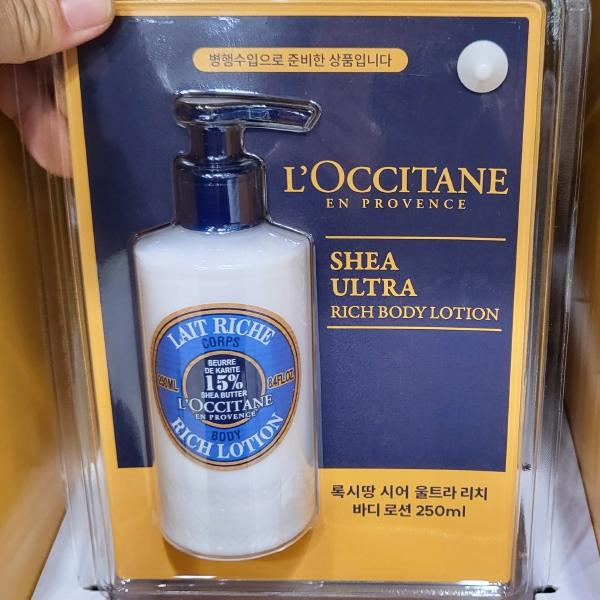 병행수입으로 준비한 상품입니다
L'OCCITANE
EN PROVENCE
SHEA
ULTRA
RICH BODY LOTION
LAIT RICHE
CORPS
BEURRE
DE KARITE
15%
SHEA BUTTER
250ML
8.4FL.OZ
L'OCCITANE
EN PROVENCE
BODY
RICH LOTION
록시땅 시어 울트라 리치
바디 로션 250ml